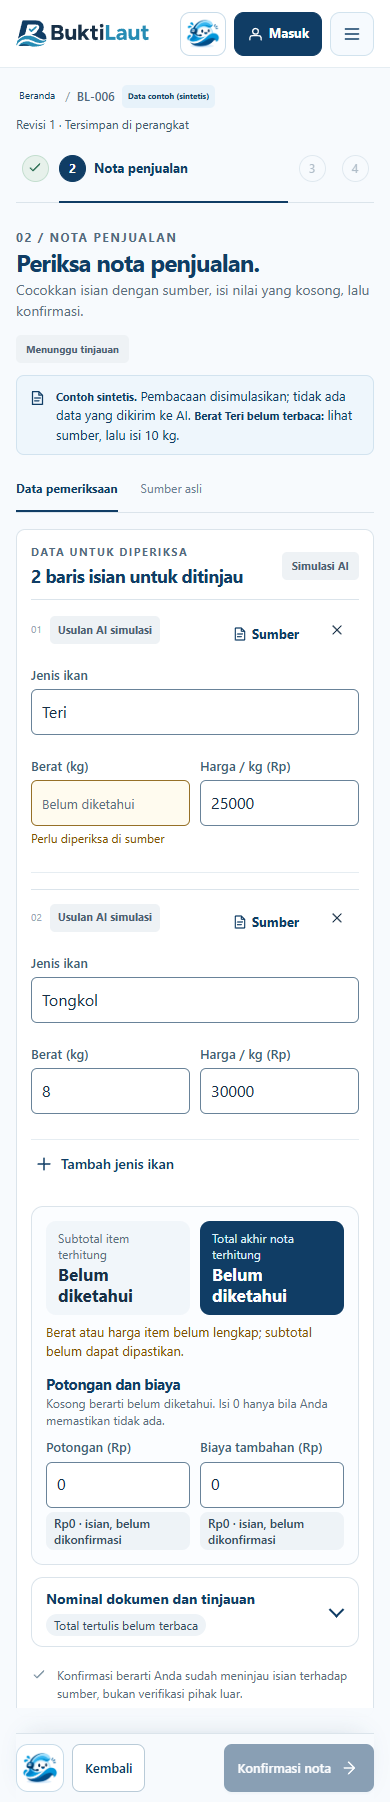 BuktiLaut
Masuk
Beranda / BL-006 Data contoh (sintetis)
Revisi 1 · Tersimpan di perangkat
2 Nota penjualan 3 4
02 / NOTA PENJUALAN
Periksa nota penjualan.
Cocokkan isian dengan sumber, isi nilai yang kosong, lalu
konfirmasi.
Menunggu tinjauan
Contoh sintetis. Pembacaan disimulasikan; tidak ada
data yang dikirim ke AI. Berat Teri belum terbaca: lihat
sumber, lalu isi 10 kg.
Data pemeriksaan Sumber asli
DATA UNTUK DIPERIKSA
2 baris isian untuk ditinjau
Simulasi AI
01 Usulan AI simulasi Sumber
Jenis ikan
Teri
Berat (kg) Harga / kg (Rp)
Belum diketahui 25000
Perlu diperiksa di sumber
02 Usulan AI simulasi Sumber
Jenis ikan
Tongkol
Berat (kg) Harga / kg (Rp)
8 30000
Tambah jenis ikan
Subtotal item
terhitung
Belum
diketahui
Total akhir nota
terhitung
Belum
diketahui
Berat atau harga item belum lengkap; subtotal
belum dapat dipastikan.
Potongan dan biaya
Kosong berarti belum diketahui. Isi 0 hanya bila Anda
memastikan tidak ada.
Potongan (Rp) Biaya tambahan (Rp)
0 0
Rp0 · isian, belum
dikonfirmasi
Rp0 · isian, belum
dikonfirmasi
Nominal dokumen dan tinjauan
Total tertulis belum terbaca
Konfirmasi berarti Anda sudah meninjau isian terhadap
sumber, bukan verifikasi pihak luar.
Kembali Konfirmasi nota